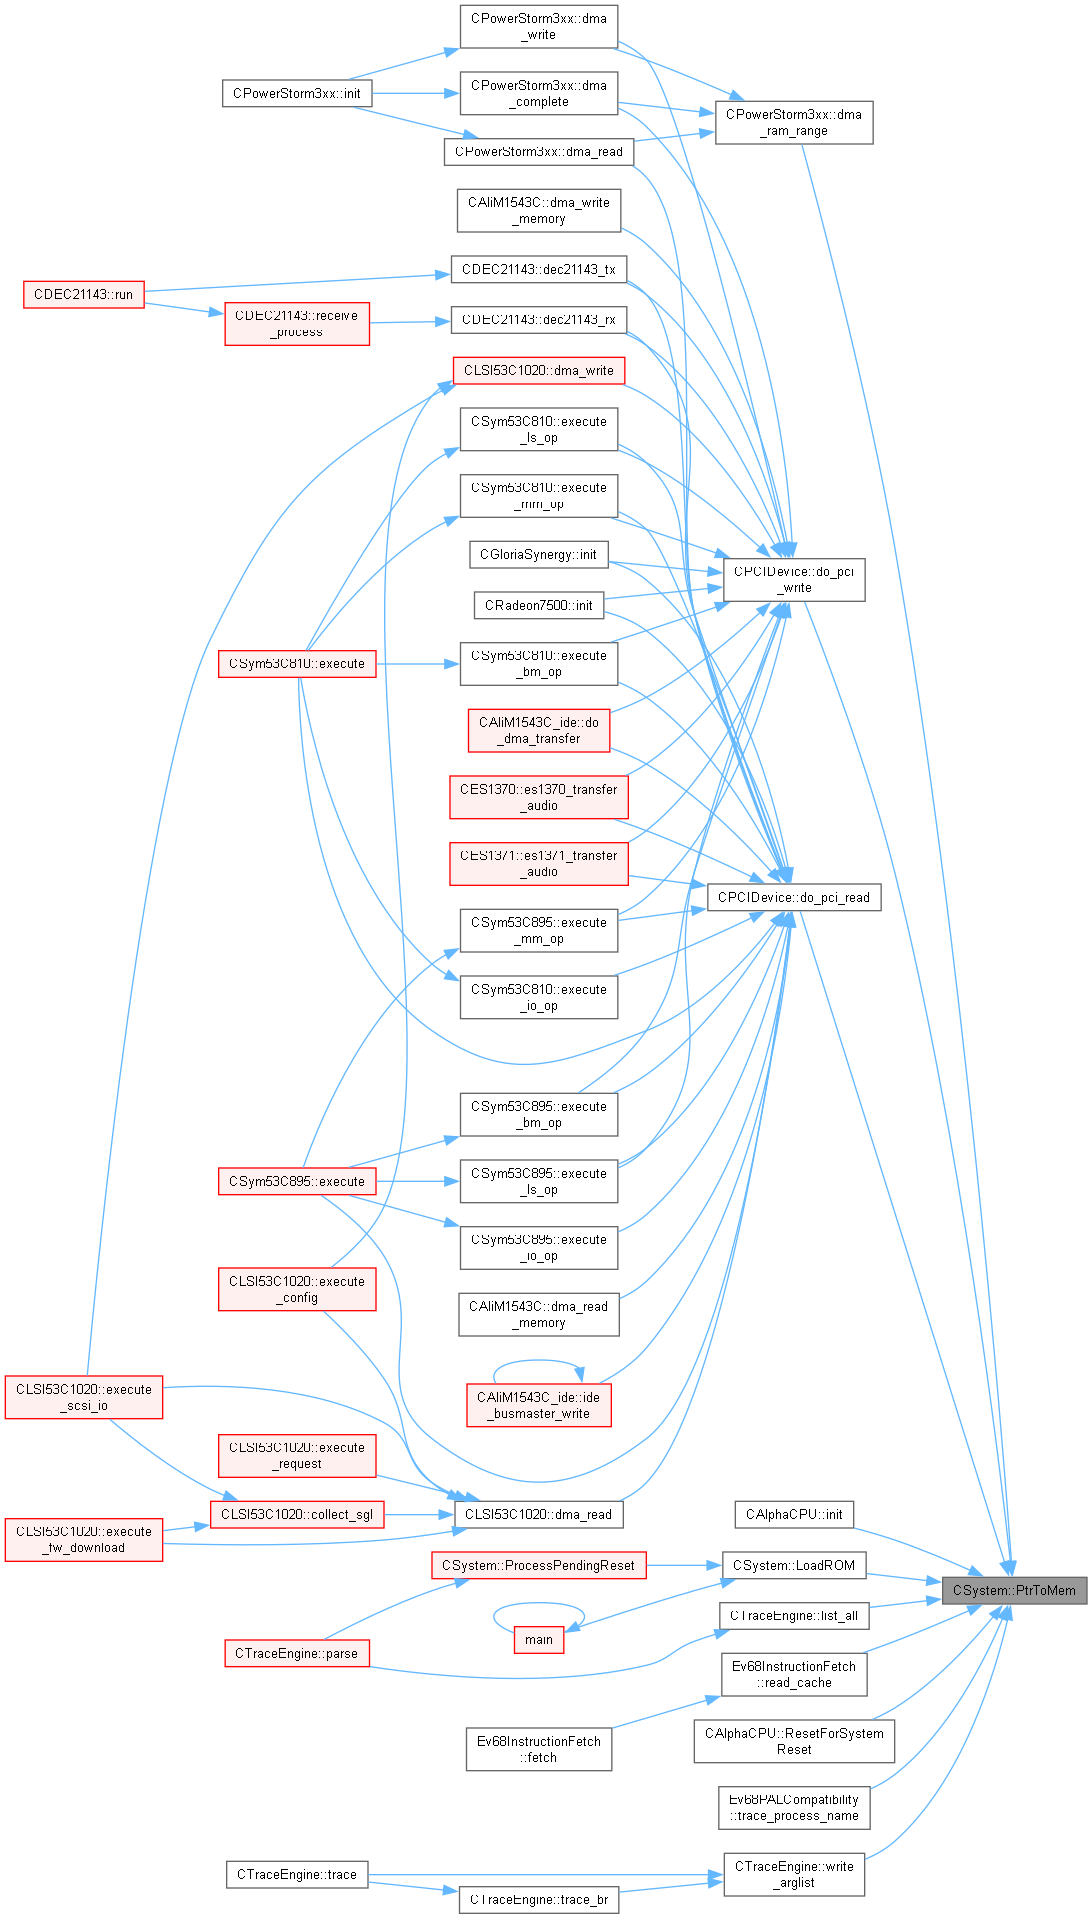 CPowerStorm3xx::dma
_write
CPowerStorm3xx::init
CPowerStorm3xx::dma
_complete
CPowerStorm3xx::dma
_ram_range
CPowerStorm3xx::dma_read
CAliM1543C::dma_write
_memory
CDEC21143::dec21143_tx
CDEC21143::run
CDEC21143::receive
_process
CDEC21143::dec21143_rx
CLSI53C1020::dma_write
CSym53C810::execute
_ls_op
CSym53C810::execute
_mm_op
CGloriaSynergy::init
CPCIDevice::do_pci
_write
CRadeon7500::init
CSym53C810::execute
CSym53C810::execute
_bm_op
CAliM1543C_ide::do
_dma_transfer
CES1370::es1370_transfer
_audio
CES1371::es1371_transfer
_audio
CPCIDevice::do_pci_read
CSym53C895::execute
_mm_op
CSym53C810::execute
_io_op
CSym53C895::execute
_bm_op
CSym53C895::execute
CSym53C895::execute
_ls_op
CSym53C895::execute
_io_op
CLSI53C1020::execute
_config
CAliM1543C::dma_read
_memory
CLSI53C1020::execute
_scsi_io
CAliM1543C_ide::ide
_busmaster_write
CLSI53C1020::execute
_request
CLSI53C1020::collect_sgl
CLSI53C1020::dma_read
CAlphaCPU::init
CLSI53C1020::execute
_fw_download
CSystem::ProcessPendingReset
CSystem::LoadROM
CSystem::PtrToMem
CTraceEngine::list_all
main
CTraceEngine::parse
Ev68InstructionFetch
::read_cache
Ev68InstructionFetch
::fetch
CAlphaCPU::ResetForSystem
Reset
Ev68PALCompatibility
::trace_process_name
CTraceEngine::write
_arglist
CTraceEngine::trace
CTraceEngine::trace_br